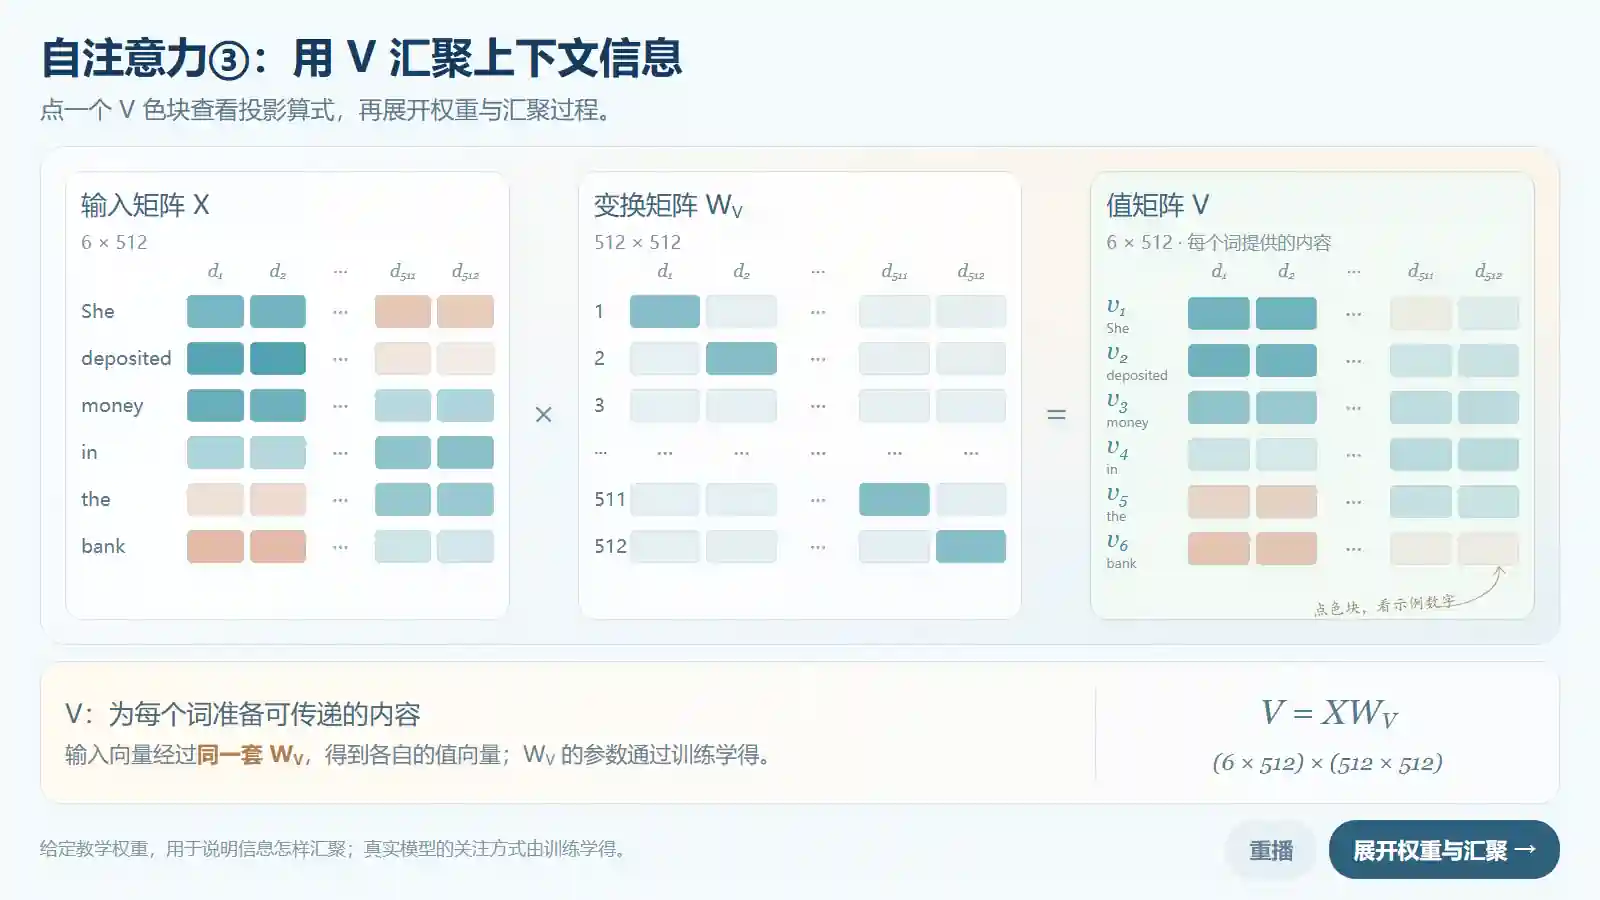 自注意力③：用 V 汇聚上下文信息
点一个 V 色块查看投影算式，再展开权重与汇聚过程。
输入矩阵 X
6 × 512
d₁ d₂ ··· d₅₁₁ d₅₁₂
She ···
deposited ···
money ···
in ···
the ···
bank ···
×
变换矩阵 Wᵥ
512 × 512
d₁ d₂ ··· d₅₁₁ d₅₁₂
1 ···
2 ···
3 ···
··· ··· ··· ··· ··· ···
511 ···
512 ···
=
值矩阵 V
6 × 512 · 每个词提供的内容
d₁ d₂ ··· d₅₁₁ d₅₁₂
v₁ ···
She
v₂ ···
deposited
v₃ ···
money
v₄ ···
in
v₅ ···
the
v₆ ···
bank
点色块，看示例数字
V：为每个词准备可传递的内容
输入向量经过同一套 Wᵥ，得到各自的值向量；Wᵥ 的参数通过训练学得。
V = XWᵥ
(6 × 512) × (512 × 512)
给定教学权重，用于说明信息怎样汇聚；真实模型的关注方式由训练学得。
重播
展开权重与汇聚 →